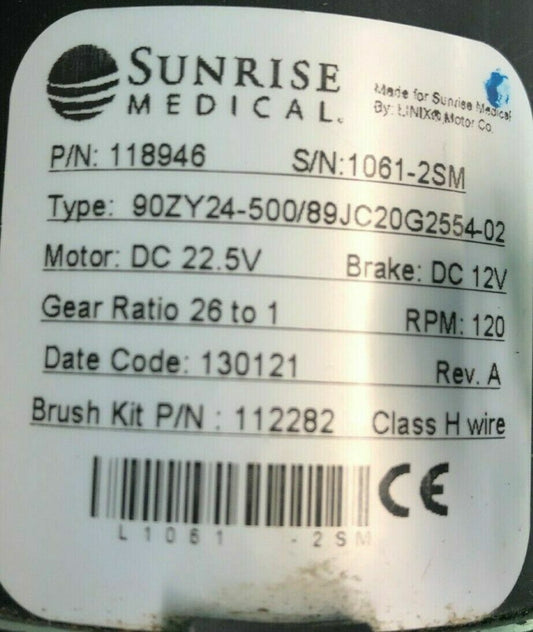 SUNRISE
MEDICAL.
Made for Sunrise Medical
By: LINIX® Motor Co.
P/N: 118946 S/N:1061-2SM
Type: 90ZY24-500/89JC20G2554-02
Motor: DC 22.5V Brake: DC 12V
Gear Ratio 26 to 1 RPM: 120
Date Code: 130121 Rev. A
Brush Kit P/N : 112282 Class H wire
CE
L1061 -2SM